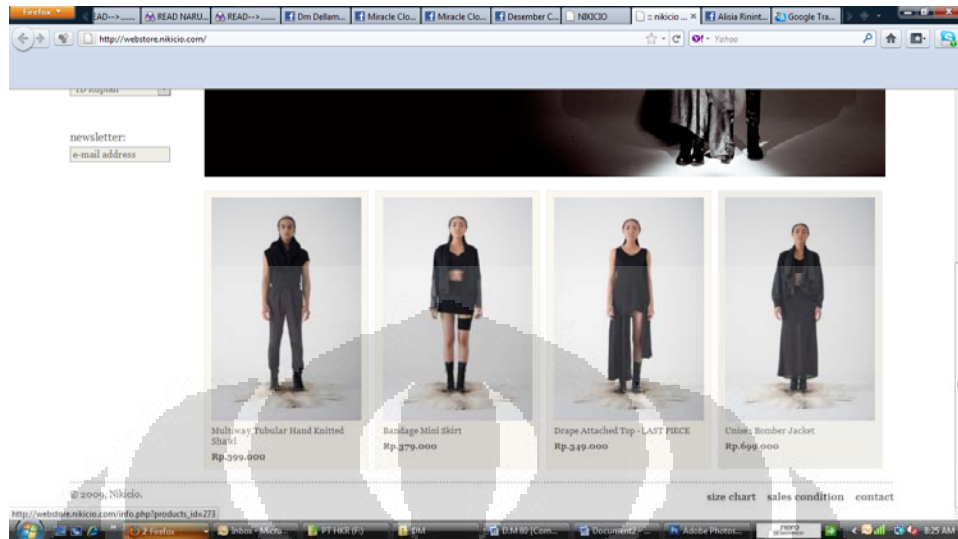 Firefox
EAD-->......
READ NARU...
READ-->......
Dm Dellam...
Miracle Clo...
Miracle Clo...
Desember C...
NIKICIO
:: nikicio ...
Alisia Rinint...
Google Tra...
http://webstore.nikicio.com/
Yahoo
newsletter:
e-mail address
Multiway Tubular Hand Knitted
Shawl
Rp.399.000
Bandage Mini Skirt
Rp.379.000
Drape Attached Top - LAST PIECE
Rp.349.000
Unisex Bomber Jacket
Rp.699.000
© 2009, Nikicio.
size chart sales condition contact
http://webstore.nikicio.com/info.php?products_id=273
2 Firefox
Inbox - Micro...
PT HKR (F:)
DM
D.M 80 [Com...
Document2 - ...
Adobe Photos...
nero
8:25 AM